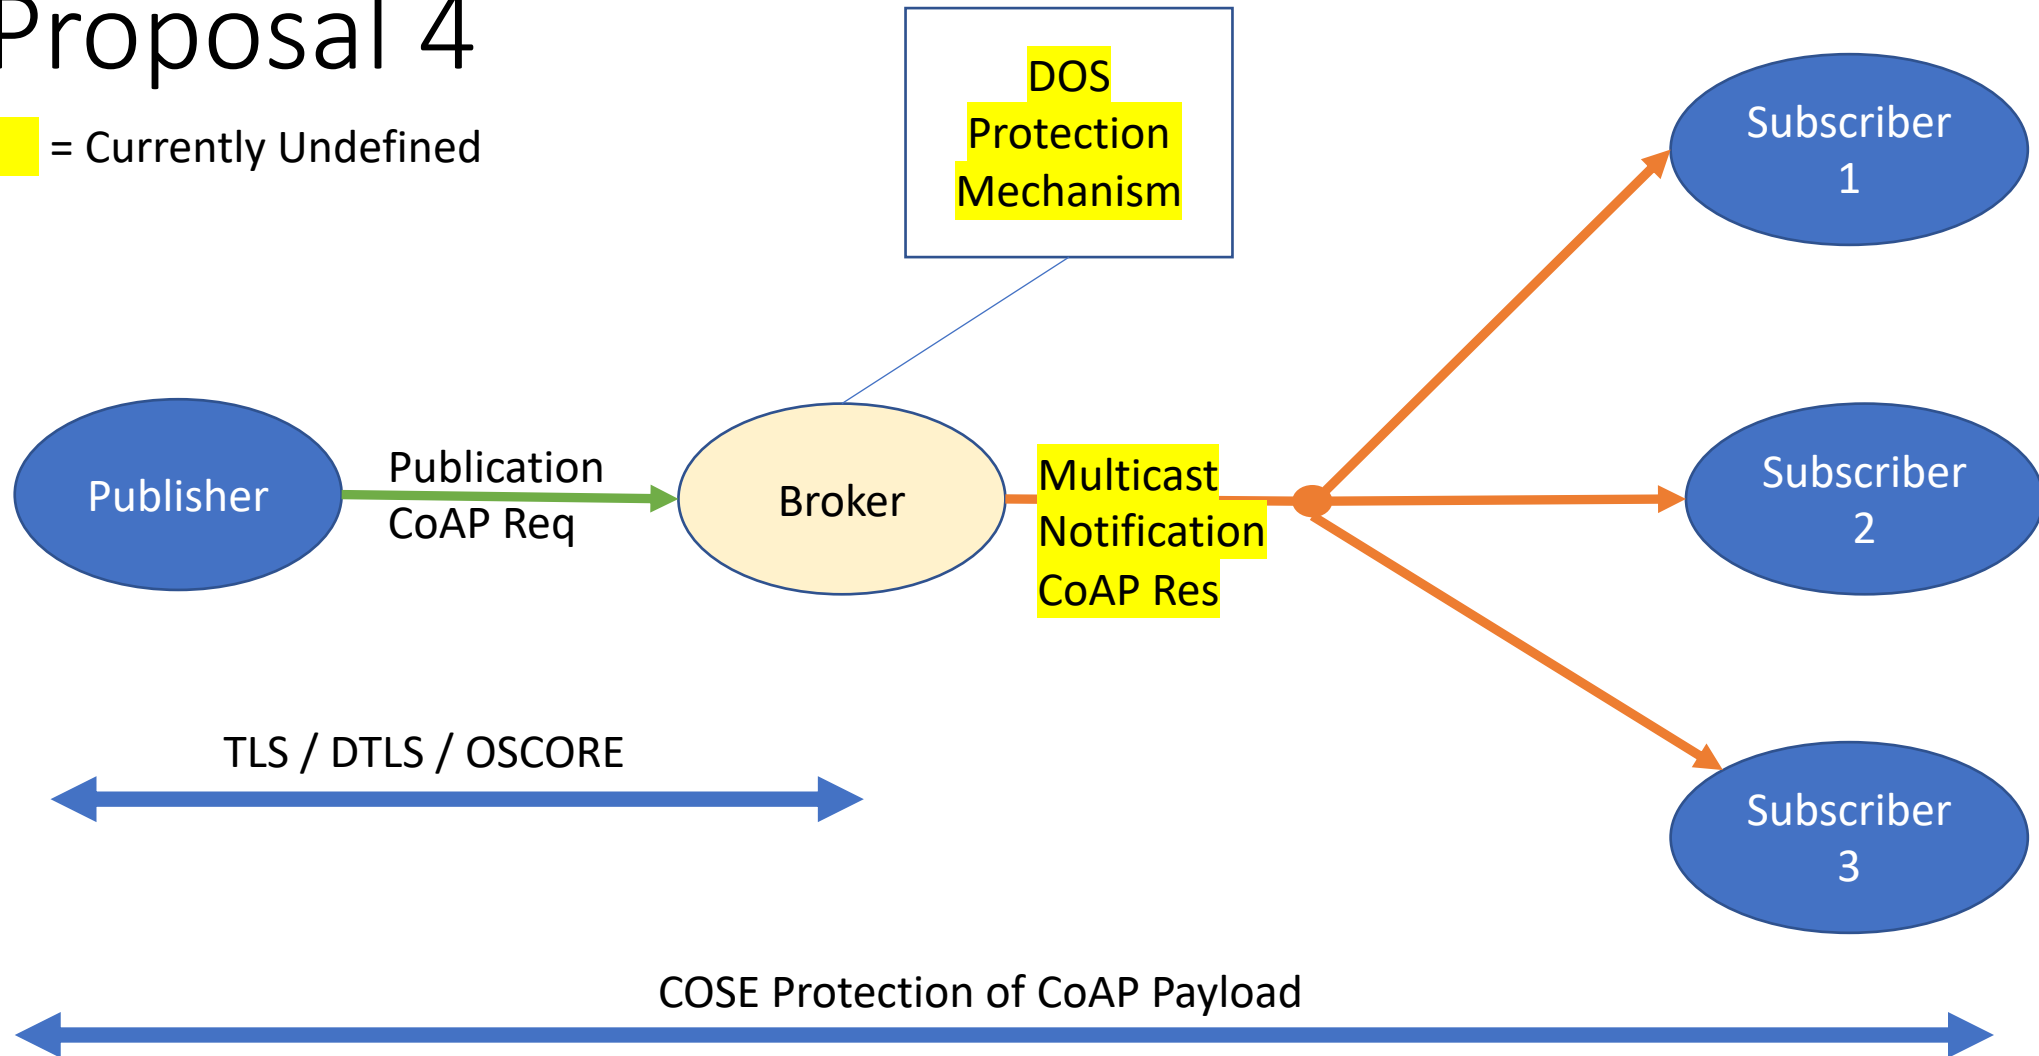 Proposal 4
= Currently Undefined
DOS
Protection
Mechanism
Subscriber
1
Publisher
Publication
CoAP Req
Broker
Multicast
Notification
CoAP Res
Subscriber
2
TLS / DTLS / OSCORE
Subscriber
3
COSE Protection of CoAP Payload